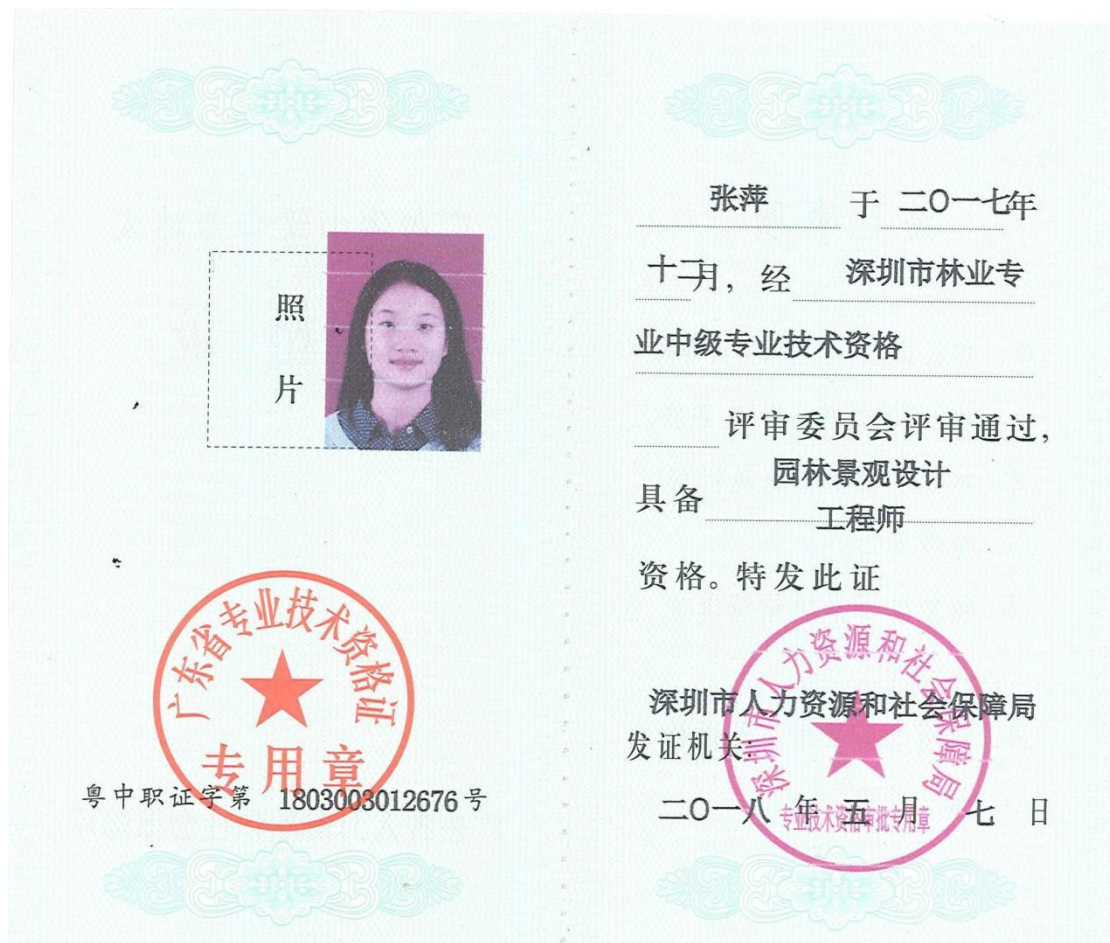 照
片
广东省专业技术资格证
专用章
粤中职证字第 1803003012676号
张萍 于 二〇一七年
十二月，经 深圳市林业专
业中级专业技术资格
评审委员会评审通过，
园林景观设计
具备
工程师
资格。特发此证
深圳市人力资源和社会保障局
深圳市人力资源和社会保障局
发证机关：
二〇一八 年 五 月 七 日
专业技术资格审批专用章